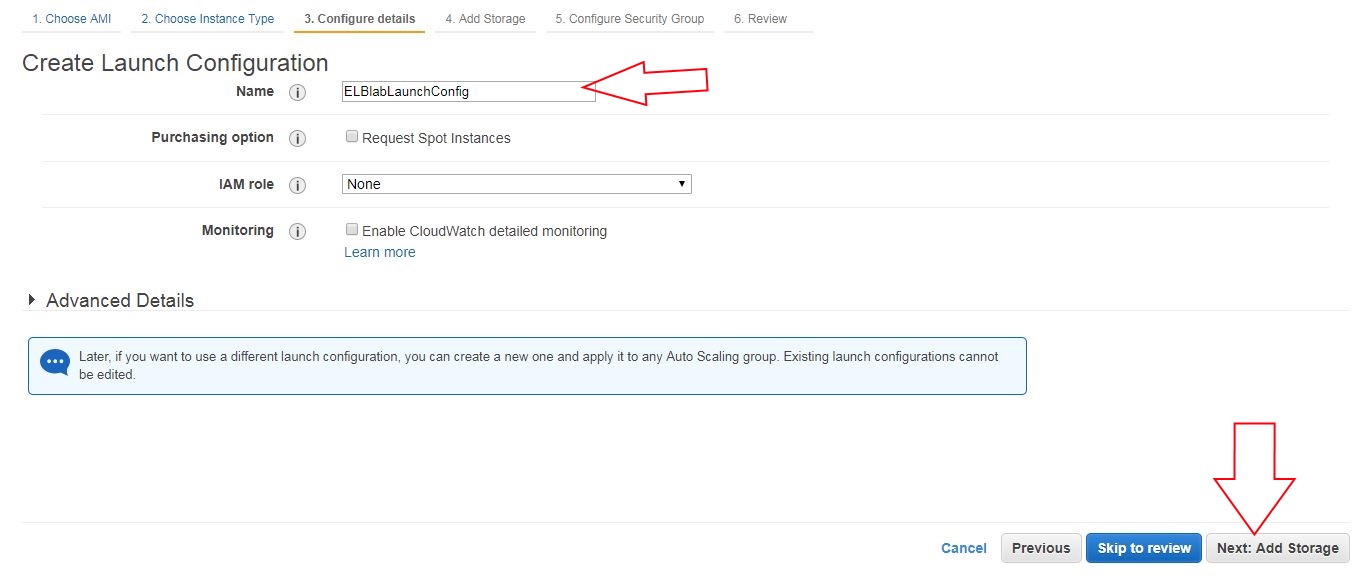 1. Choose AMI 2. Choose Instance Type 3. Configure details 4. Add Storage 5. Configure Security Group 6. Review
Create Launch Configuration
Name i ELBlabLaunchConfig
Purchasing option i Request Spot Instances
IAM role i None
Monitoring i Enable CloudWatch detailed monitoring
Learn more
Advanced Details
Later, if you want to use a different launch configuration, you can create a new one and apply it to any Auto Scaling group. Existing launch configurations cannot
be edited.
Cancel Previous Skip to review Next: Add Storage